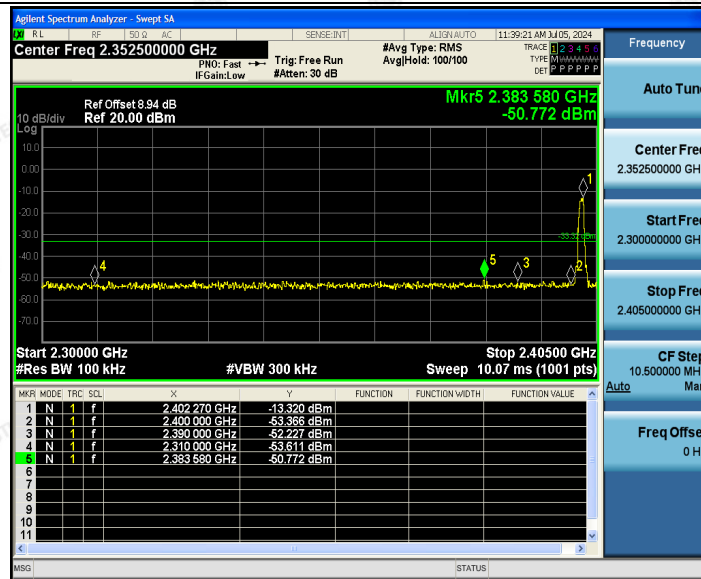 Agilent Spectrum Analyzer - Swept SA
LXI RL RF 50 Ω AC SENSE:INT ALIGN AUTO 11:39:21 AM Jul 05, 2024
Center Freq 2.352500000 GHz #Avg Type: RMS TRACE 1 2 3 4 5 6
PNO: Fast Trig: Free Run Avg|Hold: 100/100 TYPE M
IFGain:Low #Atten: 30 dB DET P P P P P P
Mkr5 2.383 580 GHz
Ref Offset 8.94 dB
10 dB/div Ref 20.00 dBm -50.772 dBm
Log
10.0
0.00
-10.0
-20.0
-30.0
-40.0
-50.0
-60.0
-70.0
1
-33.32 dBm
4 5 3 2
Start 2.30000 GHz Stop 2.40500 GHz
#Res BW 100 kHz #VBW 300 kHz Sweep 10.07 ms (1001 pts)
MKR MODE TRC SCL X Y FUNCTION FUNCTION WIDTH FUNCTION VALUE
1 N 1 f 2.402 270 GHz -13.320 dBm
2 N 1 f 2.400 000 GHz -53.366 dBm
3 N 1 f 2.390 000 GHz -52.227 dBm
4 N 1 f 2.310 000 GHz -53.611 dBm
5 N 1 f 2.383 580 GHz -50.772 dBm
6
7
8
9
10
11
MSG STATUS
Frequency
Auto Tun
Center Fre
2.352500000 GH
Start Fre
2.300000000 GH
Stop Fre
2.405000000 GH
CF Step
10.500000 MH
Auto Ma
Freq Offse
0 H